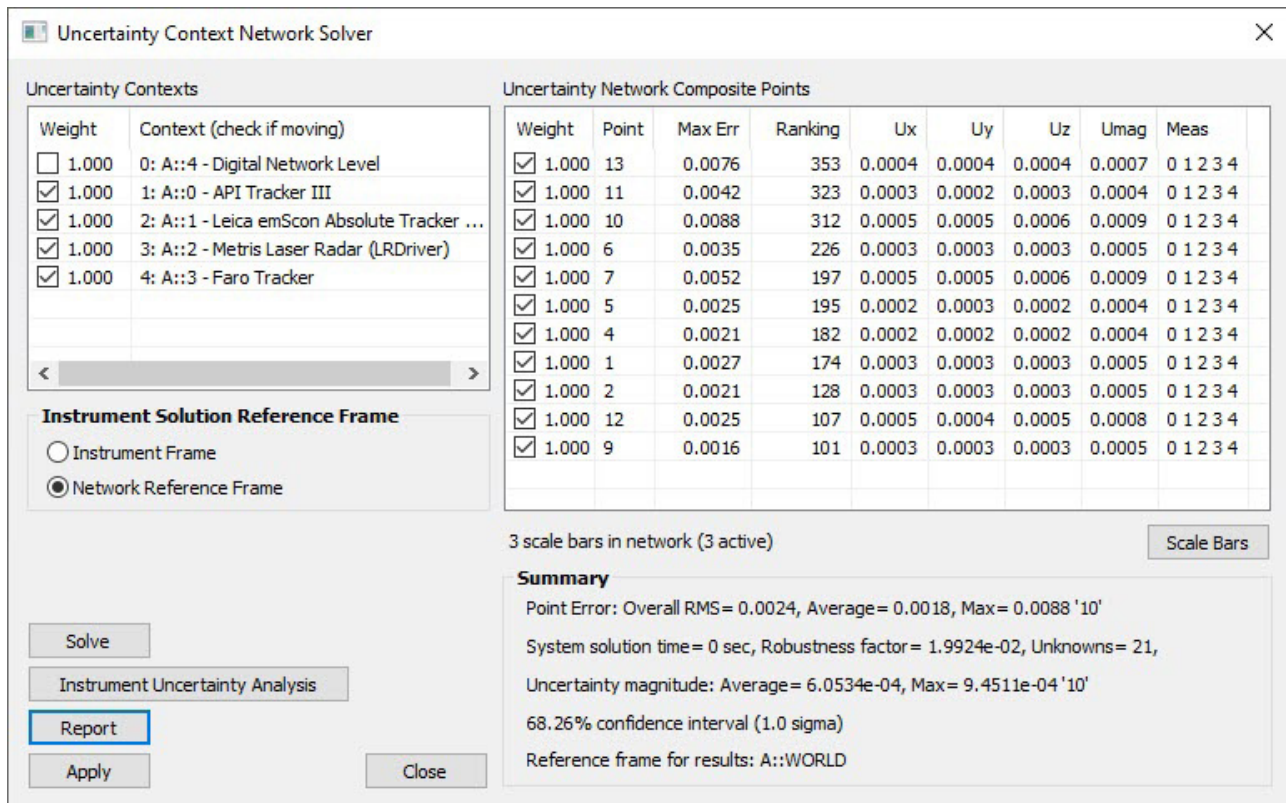 Uncertainty Context Network Solver
Uncertainty Contexts
Weight Context (check if moving)
1.000 0: A::4 - Digital Network Level
1.000 1: A::0 - API Tracker III
1.000 2: A::1 - Leica emScon Absolute Tracker ...
1.000 3: A::2 - Metris Laser Radar (LRDriver)
1.000 4: A::3 - Faro Tracker
Instrument Solution Reference Frame
Instrument Frame
Network Reference Frame
Solve
Instrument Uncertainty Analysis
Report
Apply
Close
Uncertainty Network Composite Points
Weight Point Max Err Ranking Ux Uy Uz Umag Meas
1.000 13 0.0076 353 0.0004 0.0004 0.0004 0.0007 0 1 2 3 4
1.000 11 0.0042 323 0.0003 0.0002 0.0003 0.0004 0 1 2 3 4
1.000 10 0.0088 312 0.0005 0.0005 0.0006 0.0009 0 1 2 3 4
1.000 6 0.0035 226 0.0003 0.0003 0.0003 0.0005 0 1 2 3 4
1.000 7 0.0052 197 0.0005 0.0005 0.0006 0.0009 0 1 2 3 4
1.000 5 0.0025 195 0.0002 0.0003 0.0002 0.0004 0 1 2 3 4
1.000 4 0.0021 182 0.0002 0.0002 0.0002 0.0004 0 1 2 3 4
1.000 1 0.0027 174 0.0003 0.0003 0.0003 0.0005 0 1 2 3 4
1.000 2 0.0021 128 0.0003 0.0003 0.0003 0.0005 0 1 2 3 4
1.000 12 0.0025 107 0.0005 0.0004 0.0005 0.0008 0 1 2 3 4
1.000 9 0.0016 101 0.0003 0.0003 0.0003 0.0005 0 1 2 3 4
3 scale bars in network (3 active)
Scale Bars
Summary
Point Error: Overall RMS= 0.0024, Average= 0.0018, Max= 0.0088 '10'
System solution time= 0 sec, Robustness factor= 1.9924e-02, Unknowns= 21,
Uncertainty magnitude: Average= 6.0534e-04, Max= 9.4511e-04 '10'
68.26% confidence interval (1.0 sigma)
Reference frame for results: A::WORLD